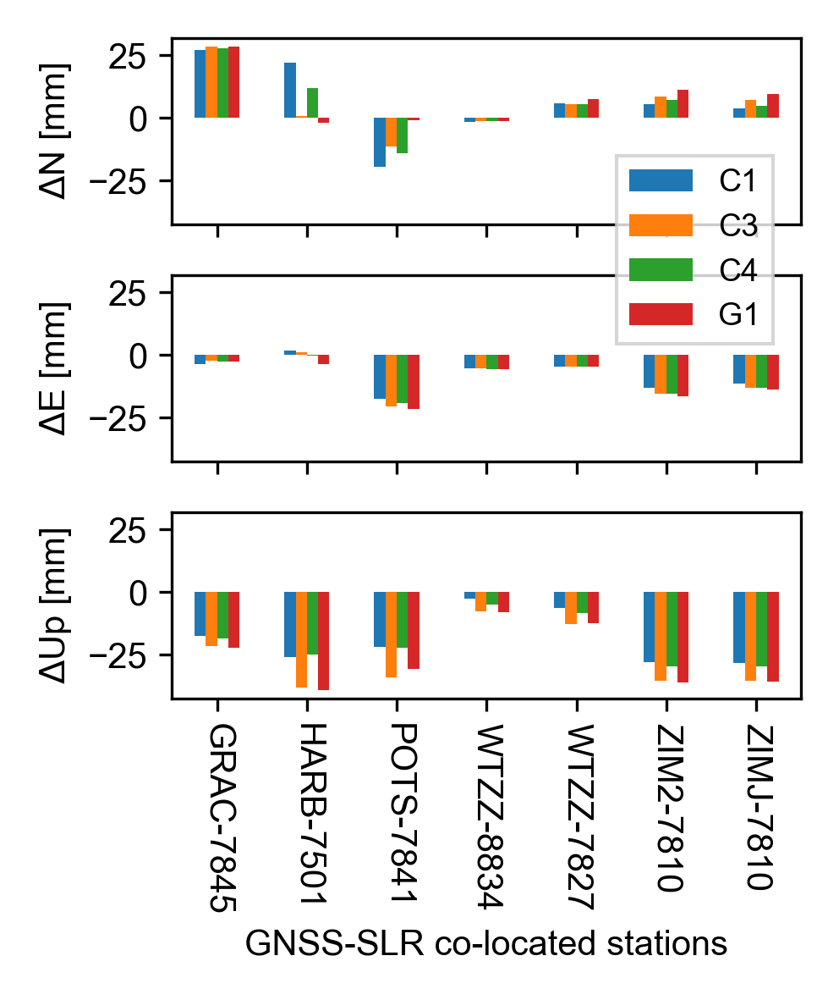 ΔN [mm]
25
0
−25
C1
C3
C4
G1
ΔE [mm]
25
0
−25
ΔUp [mm]
25
0
−25
GRAC-7845
HARB-7501
POTS-7841
WTZZ-8834
WTZZ-7827
ZIM2-7810
ZIMJ-7810
GNSS-SLR co-located stations